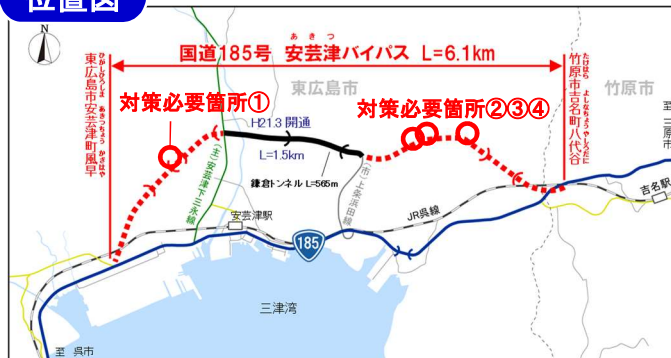 位置図
N
あきつ
国道185号 安芸津バイパス L=6.1km
ひがしひろしま あきつちょう かざはや
東広島市安芸津町風早
たけはら よしなちょうやしろだに
竹原市吉名町八代谷
東広島市
竹原市
対策必要箇所①
対策必要箇所②③④
H21.3 開通
L=1.5km
鎌倉トンネル L=565m
(主)安芸津下三永線
(市)上条浜田線
至 三原市
吉名駅
安芸津駅
JR呉線
185
三津湾
至 呉市